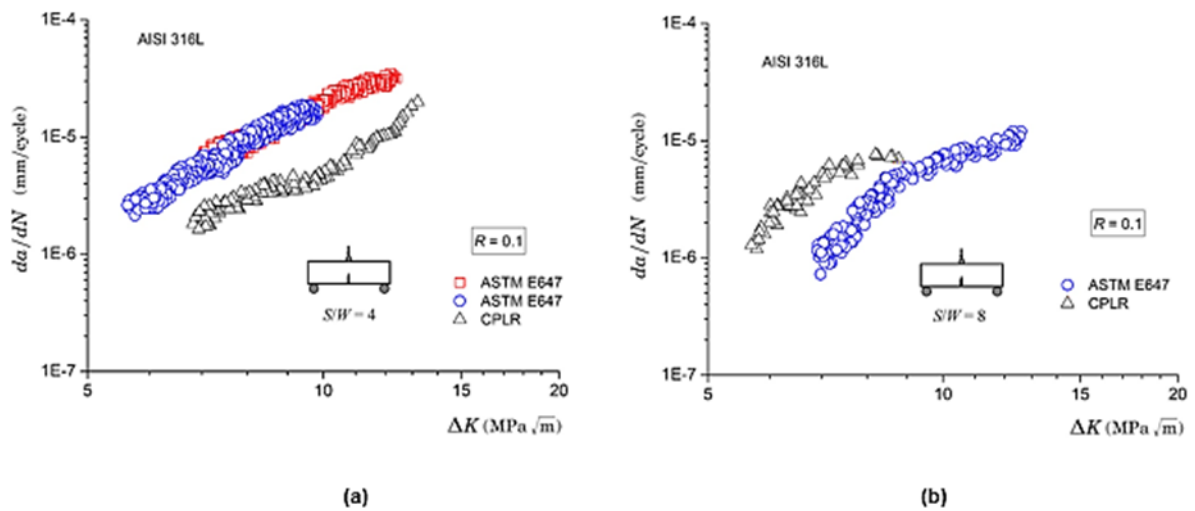 AISI 316L
1E-4
1E-5
1E-6
1E-7
da/dN (mm/cycle)
R = 0.1
ASTM E647
ASTM E647
CPLR
S/W = 4
5 10 15 20
ΔK (MPa √m)
(a)
AISI 316L
1E-4
1E-5
1E-6
1E-7
da/dN (mm/cyclo)
R = 0.1
ASTM E647
CPLR
S/W = 8
5 10 15 20
ΔK (MPa √m)
(b)